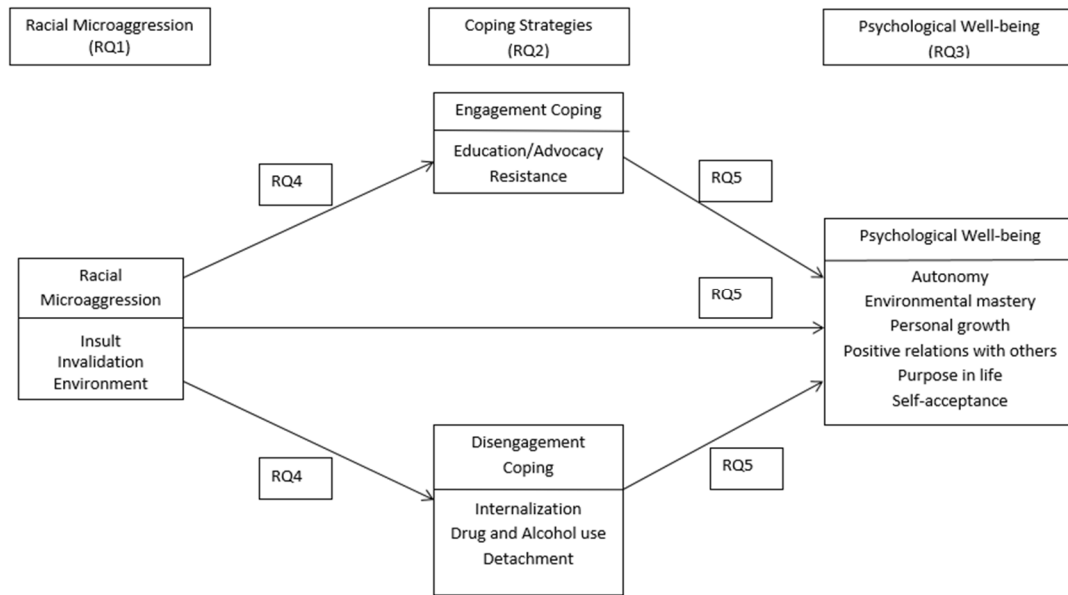 Racial Microaggression
(RQ1)
Coping Strategies
(RQ2)
Psychological Well-being
(RQ3)
Engagement Coping
Education/Advocacy
Resistance
RQ4
RQ5
Racial
Microaggression
Insult
Invalidation
Environment
RQ5
Psychological Well-being
Autonomy
Environmental mastery
Personal growth
Positive relations with others
Purpose in life
Self-acceptance
RQ4
Disengagement
Coping
Internalization
Drug and Alcohol use
Detachment
RQ5